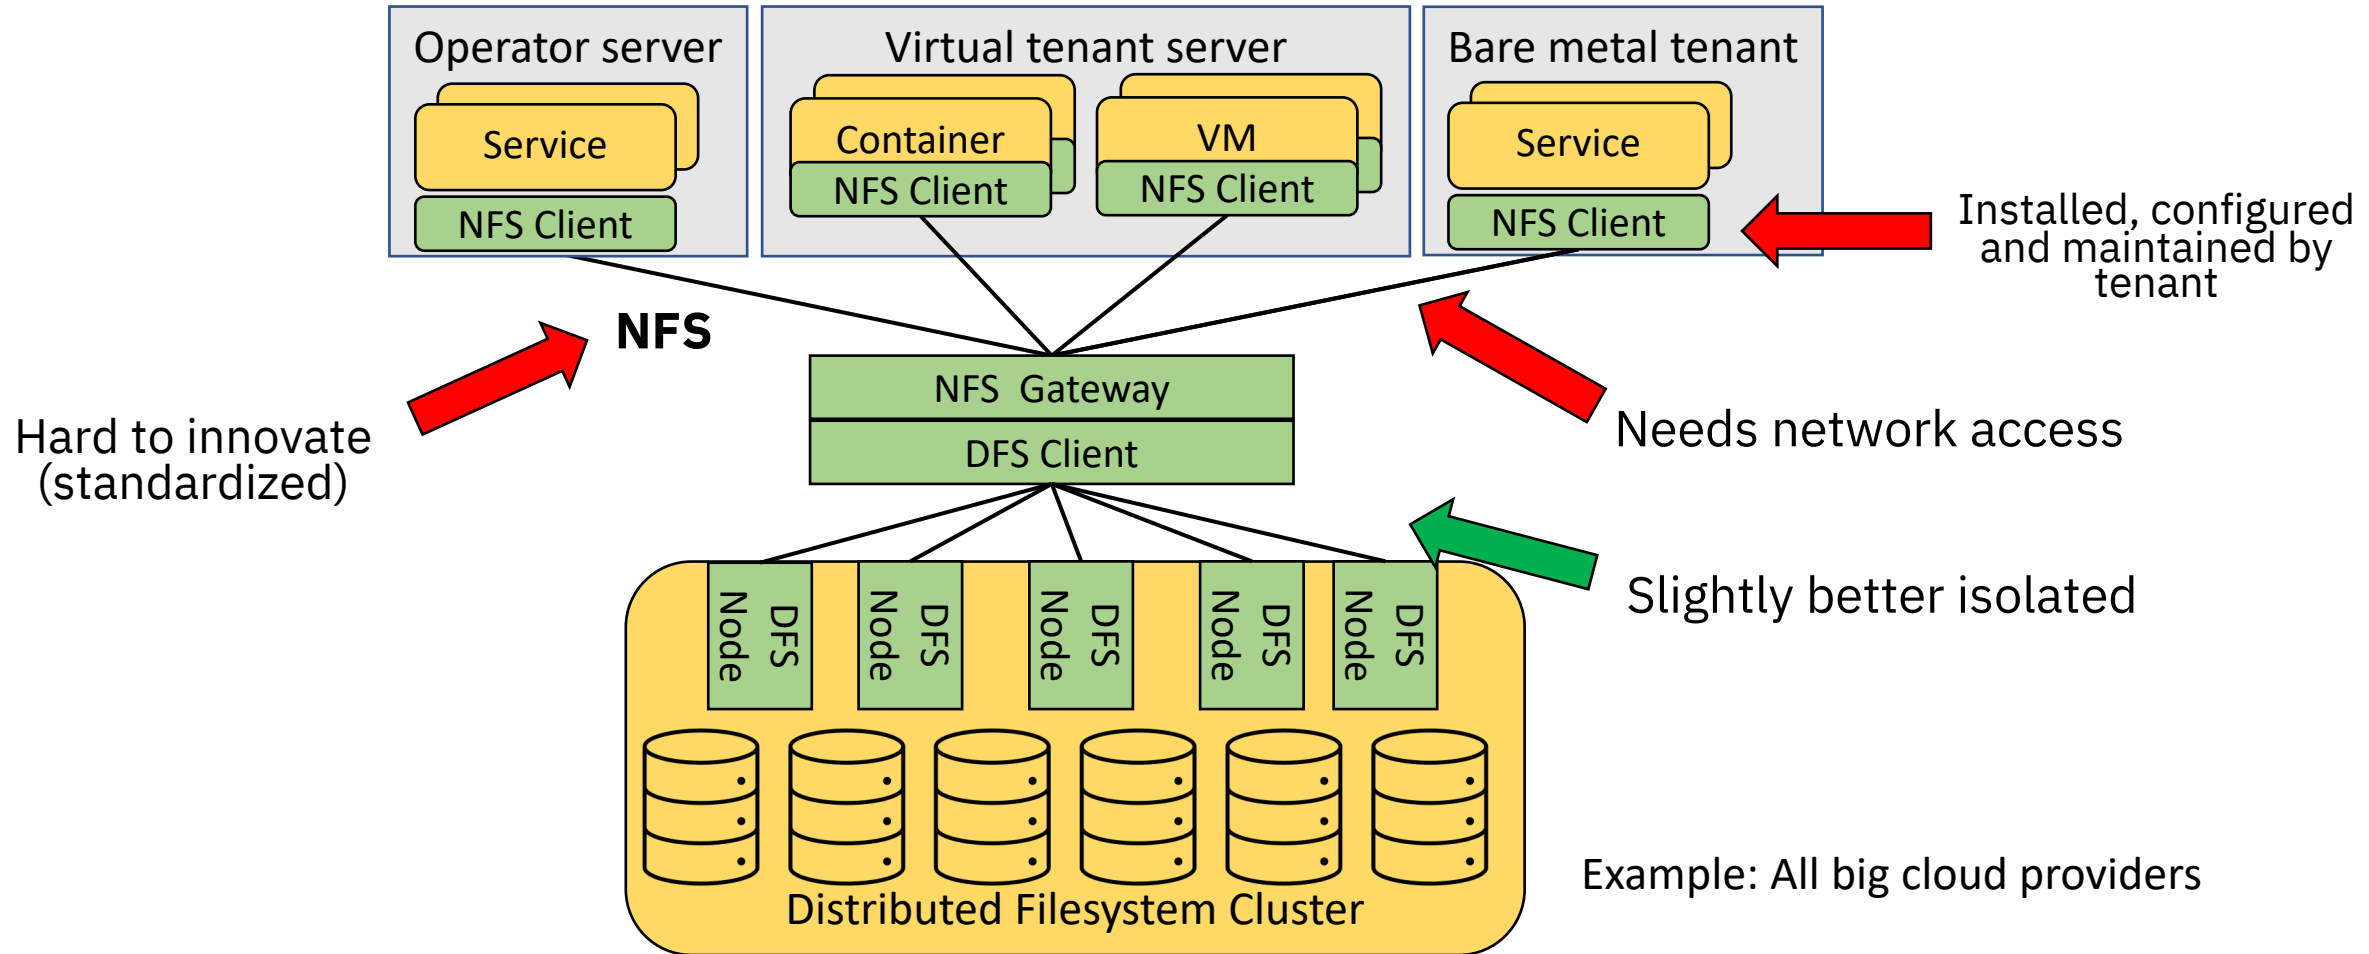 Operator server
Virtual tenant server
Bare metal tenant
Service
Container
VM
Service
NFS Client
NFS Client
NFS Client
NFS Client
Installed, configured
and maintained by
tenant
NFS
Hard to innovate
(standardized)
NFS Gateway
DFS Client
Needs network access
Slightly better isolated
DFS
Node
DFS
Node
DFS
Node
DFS
Node
DFS
Node
Distributed Filesystem Cluster
Example: All big cloud providers